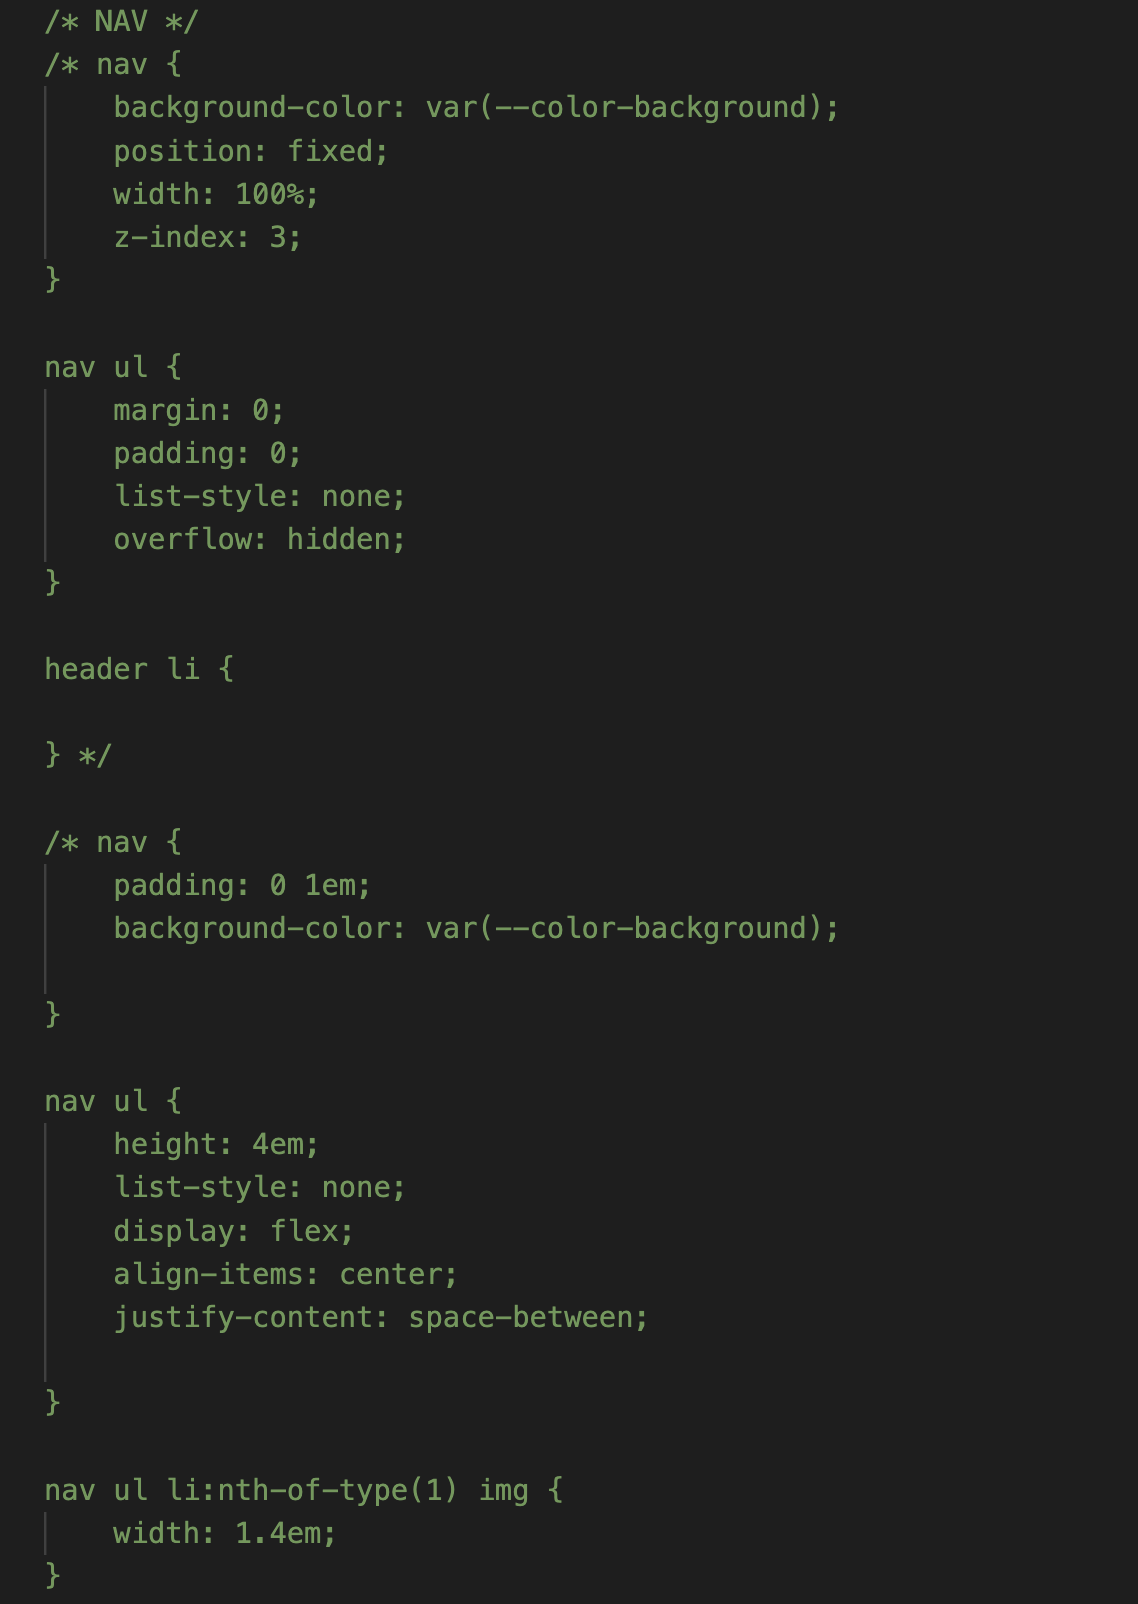 /* NAV */
/* nav {
    background-color: var(--color-background);
    position: fixed;
    width: 100%;
    z-index: 3;
}

nav ul {
    margin: 0;
    padding: 0;
    list-style: none;
    overflow: hidden;
}

header li {

} */

/* nav {
    padding: 0 1em;
    background-color: var(--color-background);

}

nav ul {
    height: 4em;
    list-style: none;
    display: flex;
    align-items: center;
    justify-content: space-between;

}

nav ul li:nth-of-type(1) img {
    width: 1.4em;
}